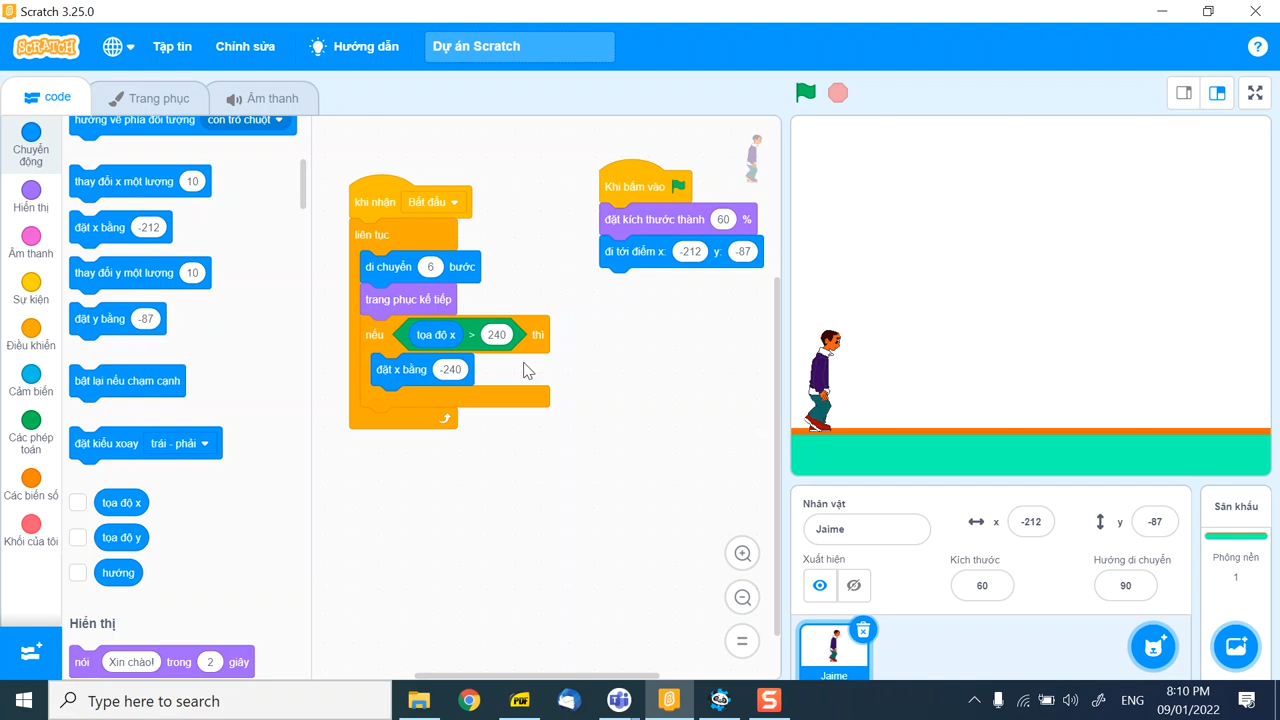 Scratch 3.25.0
SCRATCH
Tập tin
Chỉnh sửa
Hướng dẫn
Dự án Scratch
?
code
Trang phục
Âm thanh
Chuyển động
Hiển thị
Âm thanh
Sự kiện
Điều khiển
Cảm biến
Các phép toán
Các biến số
Khối của tôi
hướng về phía đối tượng con trỏ chuột
thay đổi x một lượng 10
đặt x bằng -212
thay đổi y một lượng 10
đặt y bằng -87
bật lại nếu chạm cạnh
đặt kiểu xoay trái - phải
tọa độ x
tọa độ y
hướng
Hiển thị
nói Xin chào! trong 2 giây
khi nhận Bắt đầu
liên tục
di chuyển 6 bước
trang phục kế tiếp
nếu tọa độ x > 240 thì
đặt x bằng -240
Khi bấm vào
đặt kích thước thành 60 %
đi tới điểm x: -212 y: -87
Nhân vật
Jaime
x -212
y -87
Xuất hiện
Kích thước
60
Hướng di chuyển
90
Jaime
Sân khấu
Phông nền
1
Type here to search
PDF
S
ENG
8:10 PM
09/01/2022